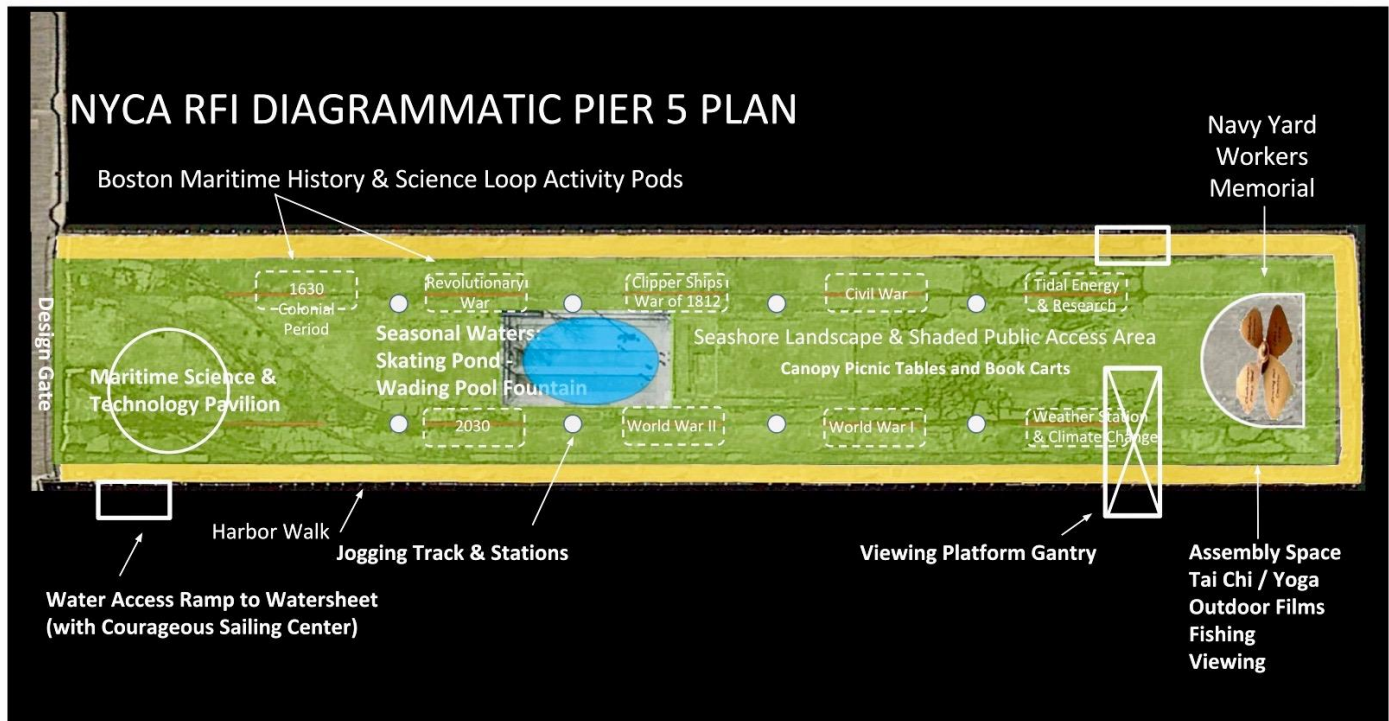 NYCA RFI DIAGRAMMATIC PIER 5 PLAN
Navy Yard
Workers
Memorial
Boston Maritime History & Science Loop Activity Pods
Design Gate
1630
Colonial
Period
Revolutionary
War
Clipper Ships
War of 1812
Civil War
Tidal Energy
& Research
Seasonal Waters:
Skating Pond -
Wading Pool Fountain
Seashore Landscape & Shaded Public Access Area
Canopy Picnic Tables and Book Carts
Maritime Science &
Technology Pavilion
2030
World War II
World War I
Weather Station
& Climate Change
Harbor Walk
Jogging Track & Stations
Viewing Platform Gantry
Water Access Ramp to Watersheet
(with Courageous Sailing Center)
Assembly Space
Tai Chi / Yoga
Outdoor Films
Fishing
Viewing